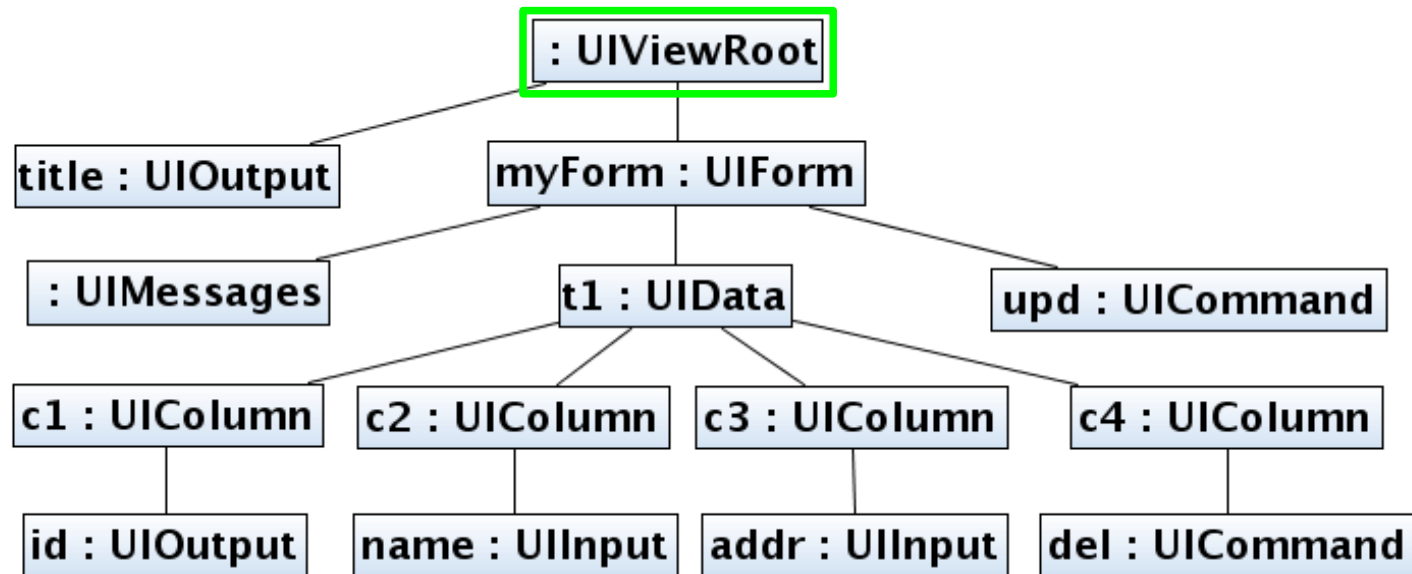 : UIViewRoot
title : UIOutput
myForm : UIForm
: UIMessages
t1 : UIData
upd : UICommand
c1 : UIColumn
c2 : UIColumn
c3 : UIColumn
c4 : UIColumn
id : UIOutput
name : UIInput
addr : UIInput
del : UICommand